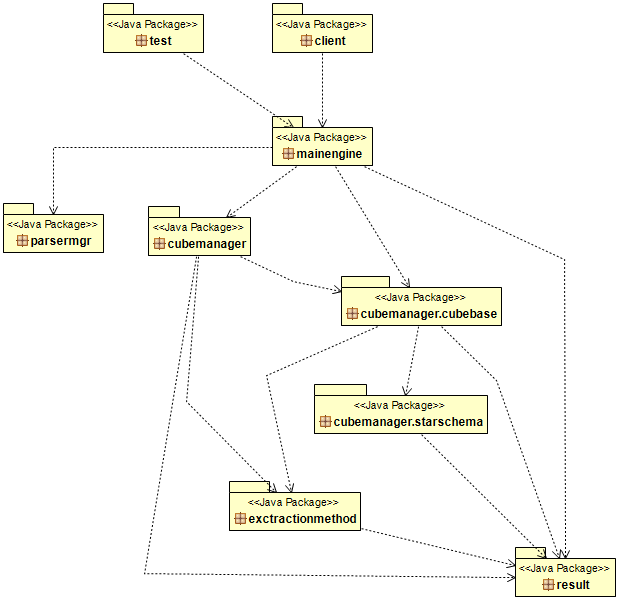 <<Java Package>>
test
<<Java Package>>
client
<<Java Package>>
mainengine
<<Java Package>>
parsermgr
<<Java Package>>
cubemanager
<<Java Package>>
cubemanager.cubebase
<<Java Package>>
cubemanager.starschema
<<Java Package>>
exctractionmethod
<<Java Package>>
result